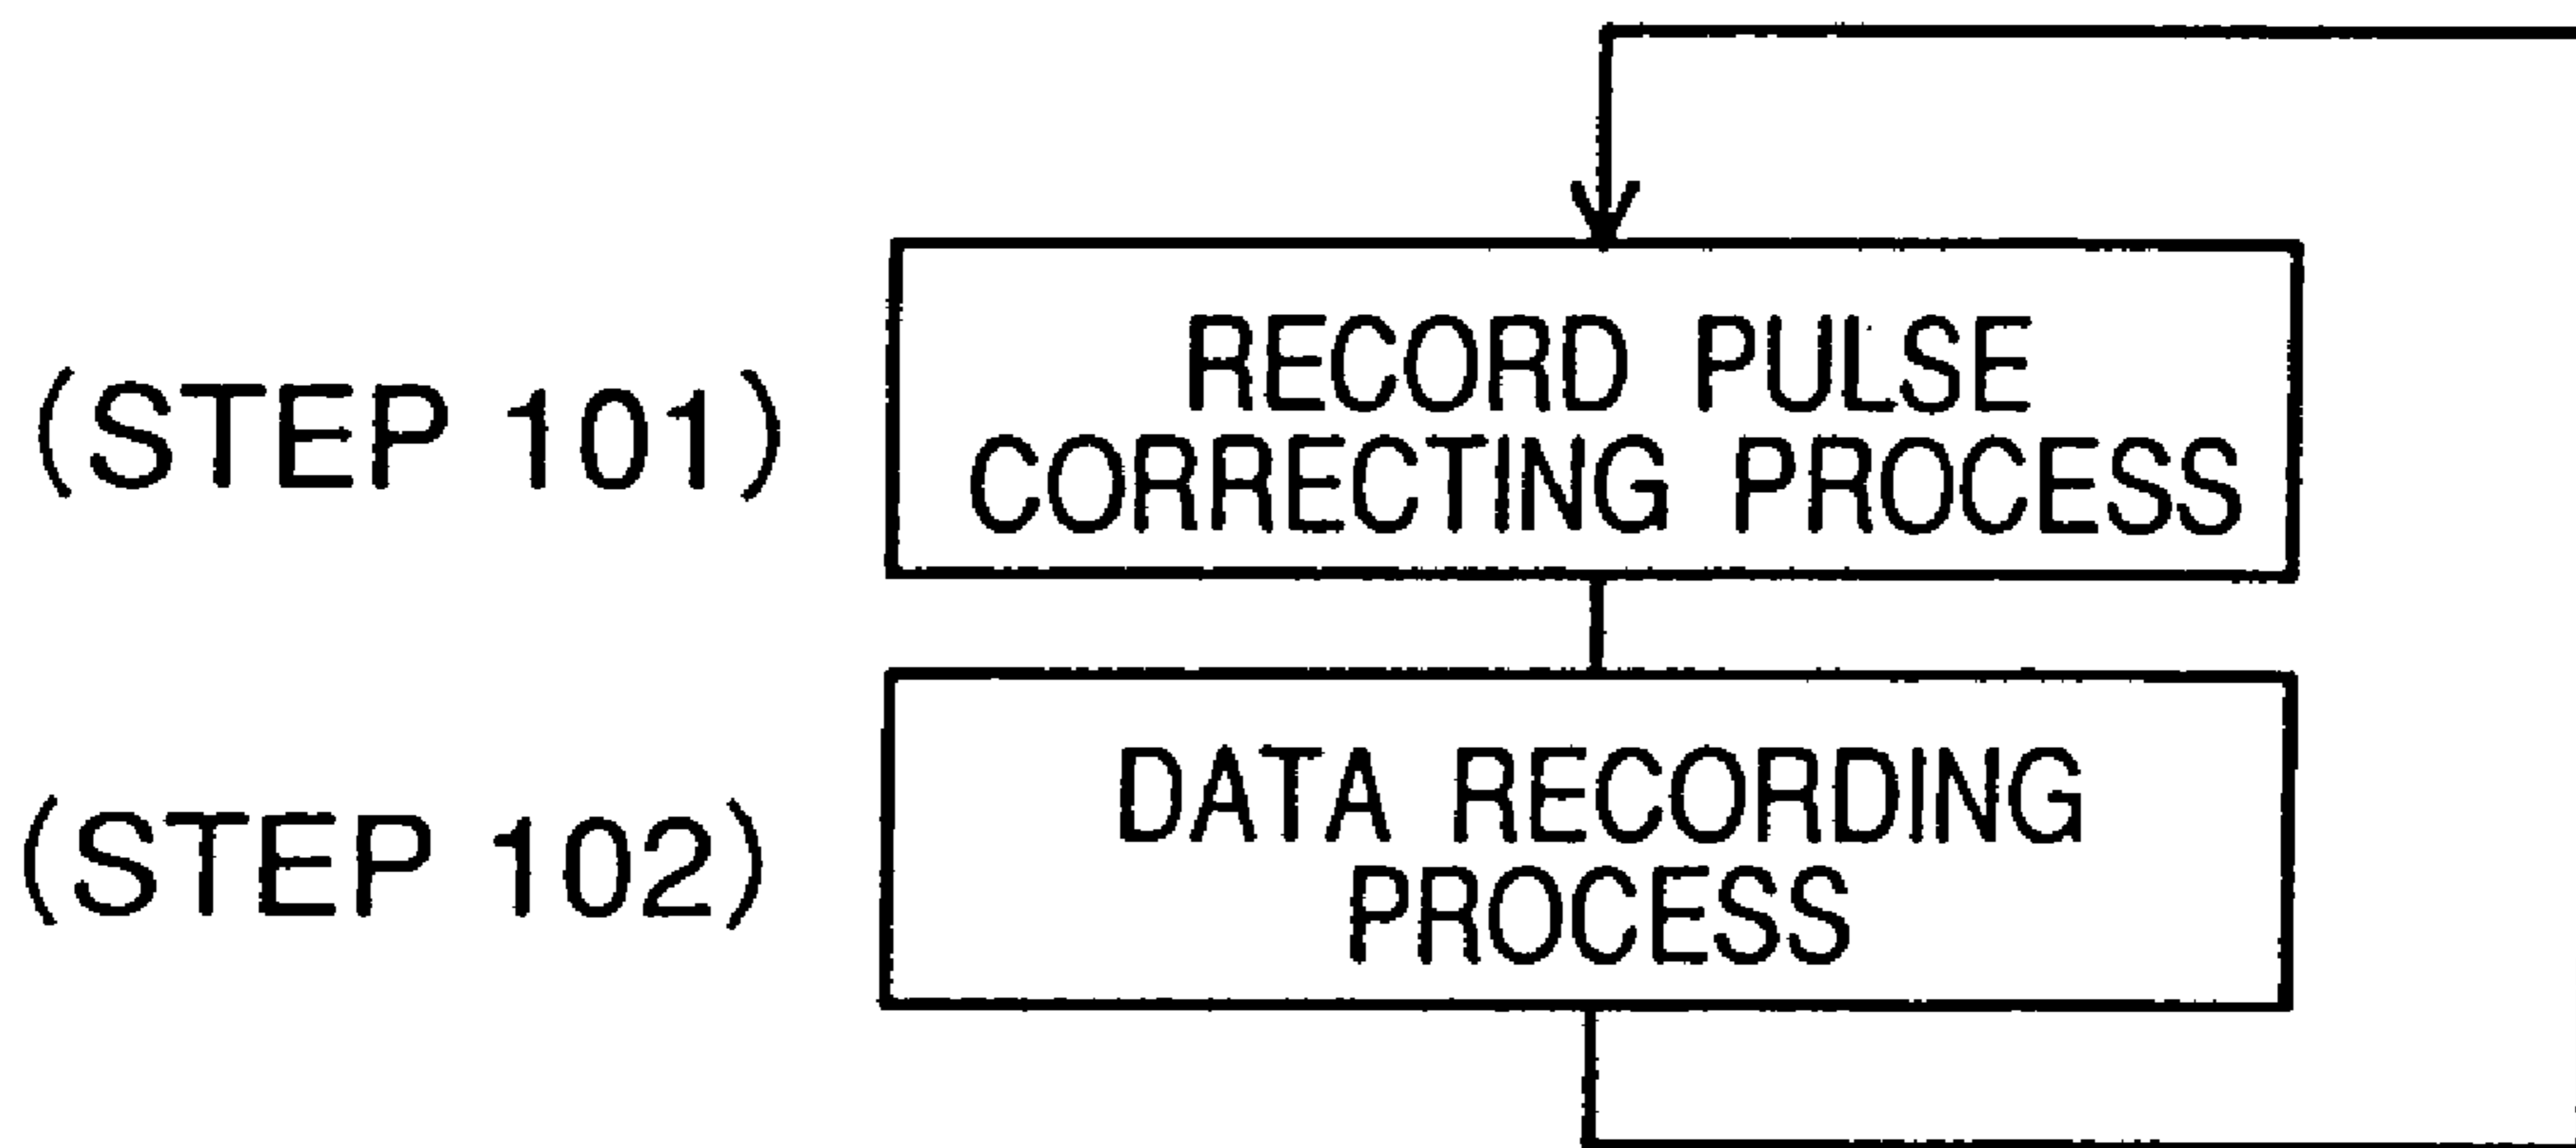 RECORD PULSE
(STEP 101) CORRECTING PROCESS
DATA RECORDING
(STEP 102) PROCESS